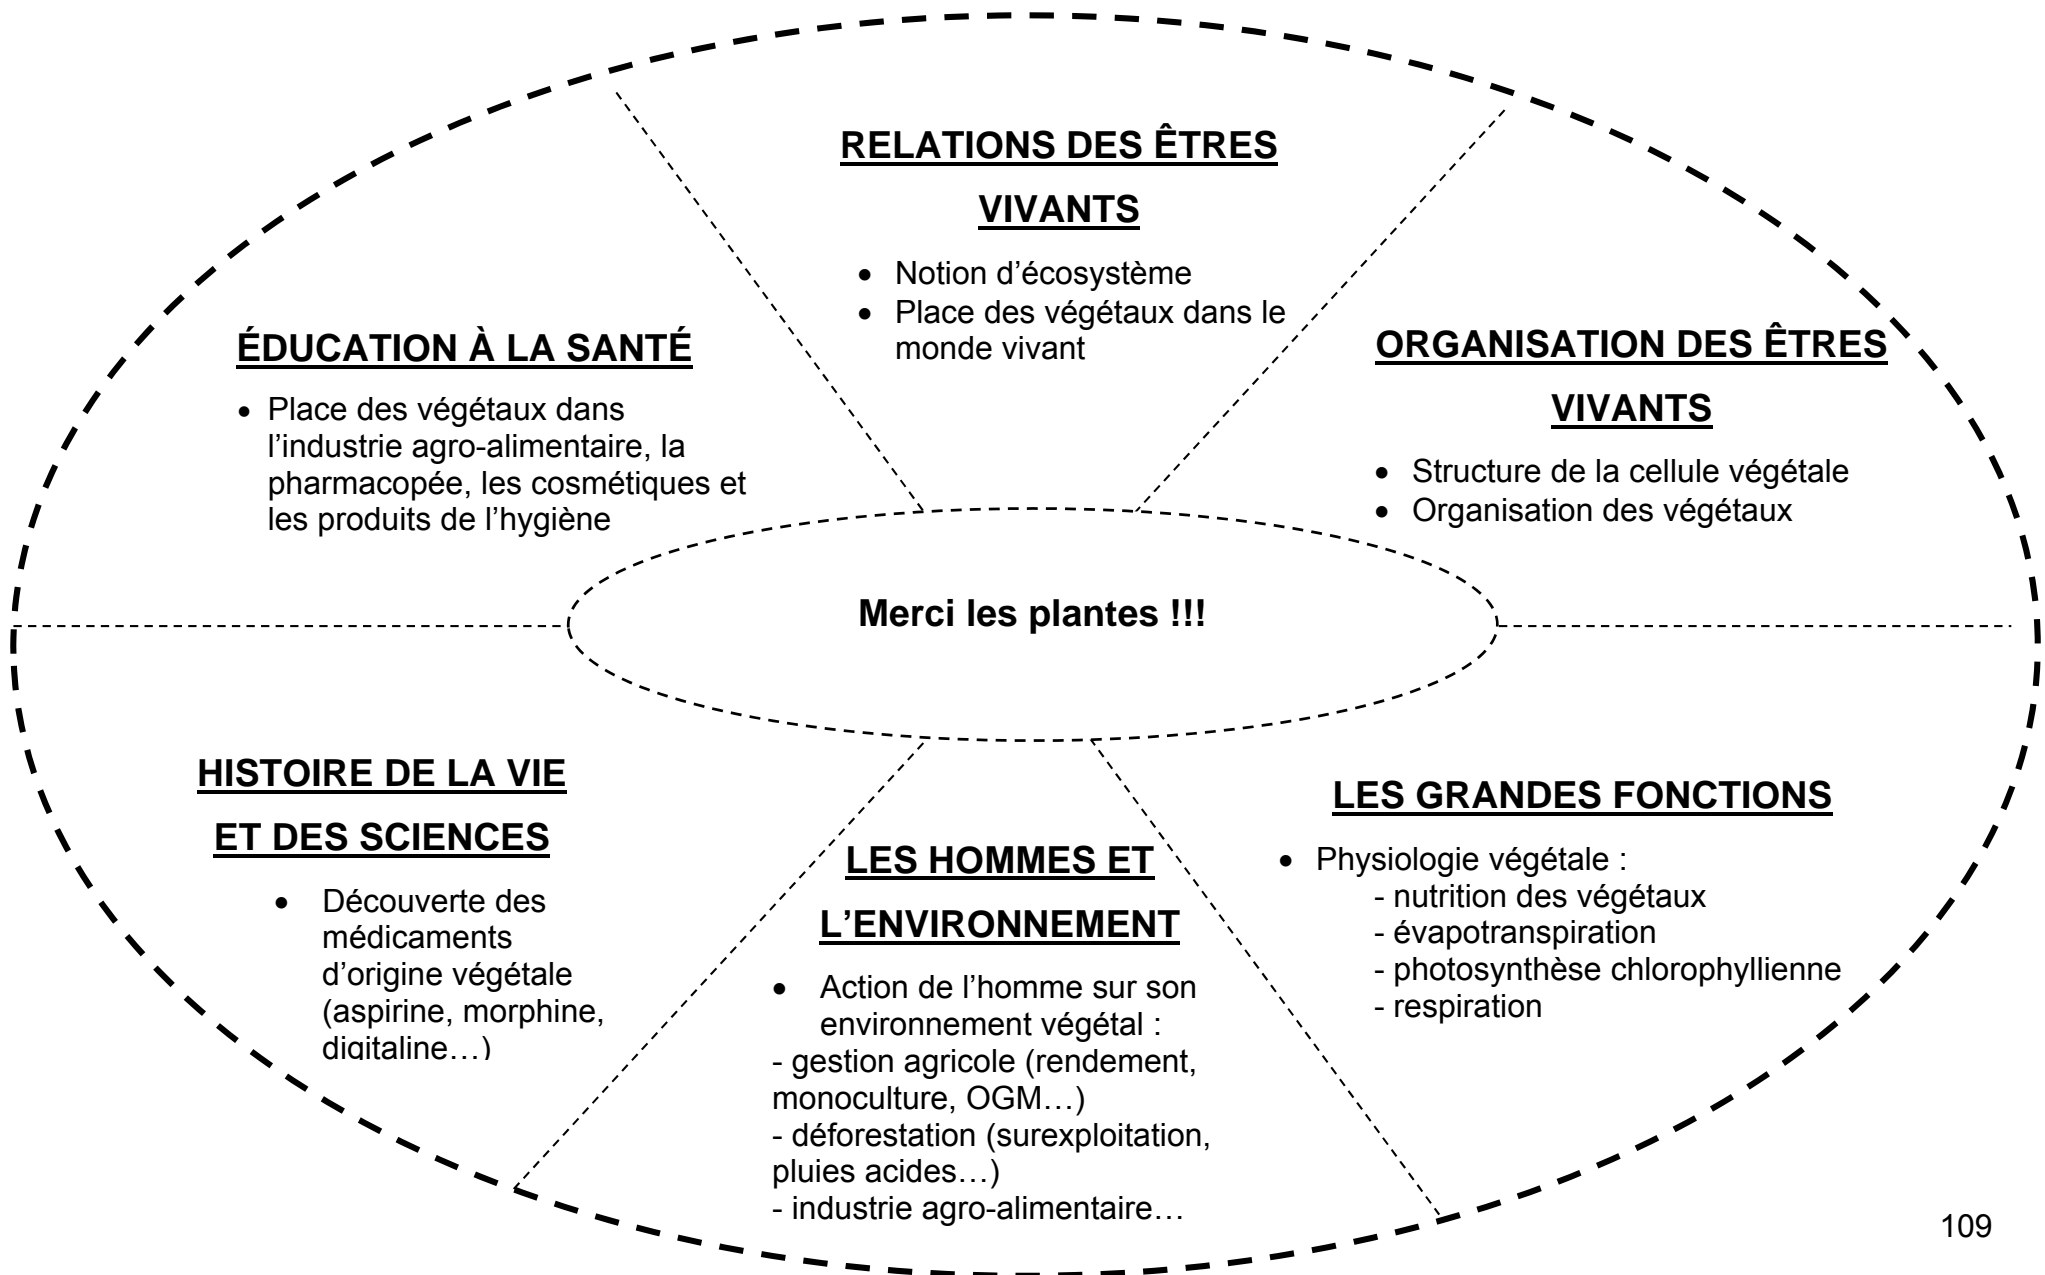 RELATIONS DES ÊTRES
VIVANTS
• Notion d’écosystème
• Place des végétaux dans le
monde vivant
ÉDUCATION À LA SANTÉ
• Place des végétaux dans
l’industrie agro-alimentaire, la
pharmacopée, les cosmétiques et
les produits de l’hygiène
ORGANISATION DES ÊTRES
VIVANTS
• Structure de la cellule végétale
• Organisation des végétaux
Merci les plantes !!!
HISTOIRE DE LA VIE
ET DES SCIENCES
• Découverte des
médicaments
d’origine végétale
(aspirine, morphine,
digitaline…)
LES HOMMES ET
L’ENVIRONNEMENT
• Action de l’homme sur son
environnement végétal :
- gestion agricole (rendement,
monoculture, OGM…)
- déforestation (surexploitation,
pluies acides…)
- industrie agro-alimentaire…
LES GRANDES FONCTIONS
• Physiologie végétale :
- nutrition des végétaux
- évapotranspiration
- photosynthèse chlorophyllienne
- respiration
109